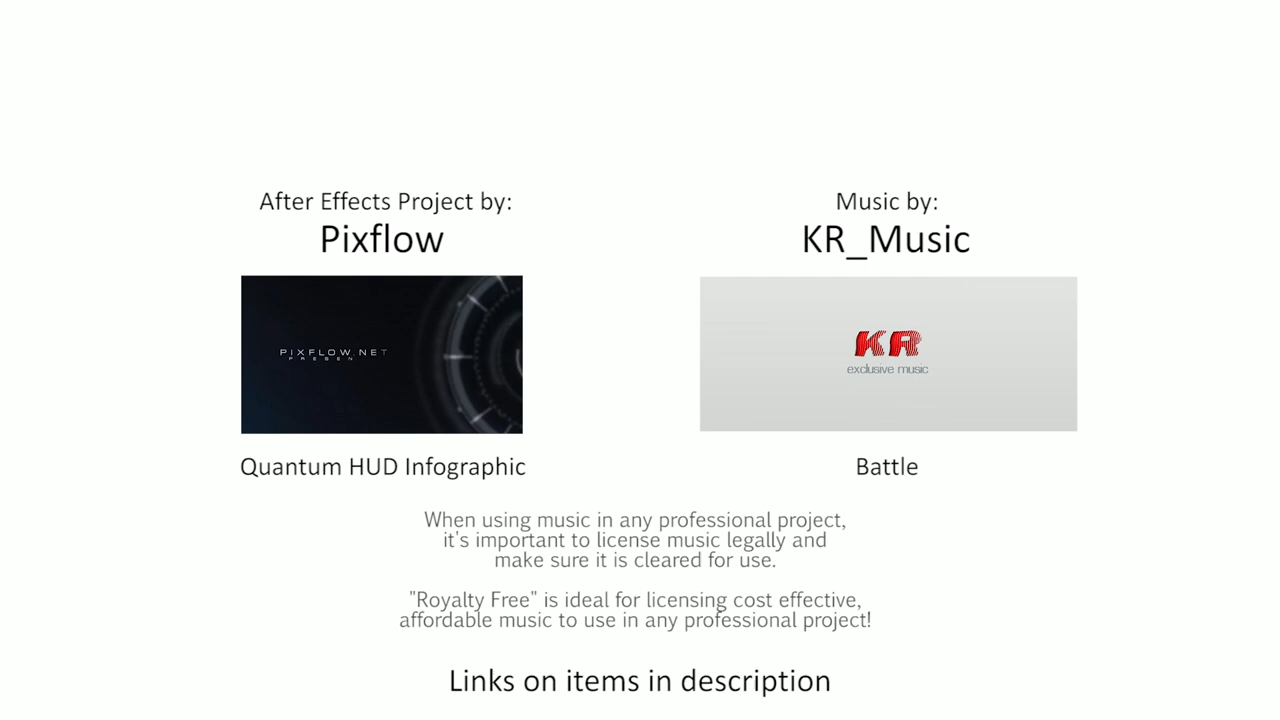 After Effects Project by:
Pixflow
PIXFLOW.NET
PRESEN
Quantum HUD Infographic
Music by:
KR_Music
KR
exclusive music
Battle
When using music in any professional project,
it's important to license music legally and
make sure it is cleared for use.
"Royalty Free" is ideal for licensing cost effective,
affordable music to use in any professional project!
Links on items in description